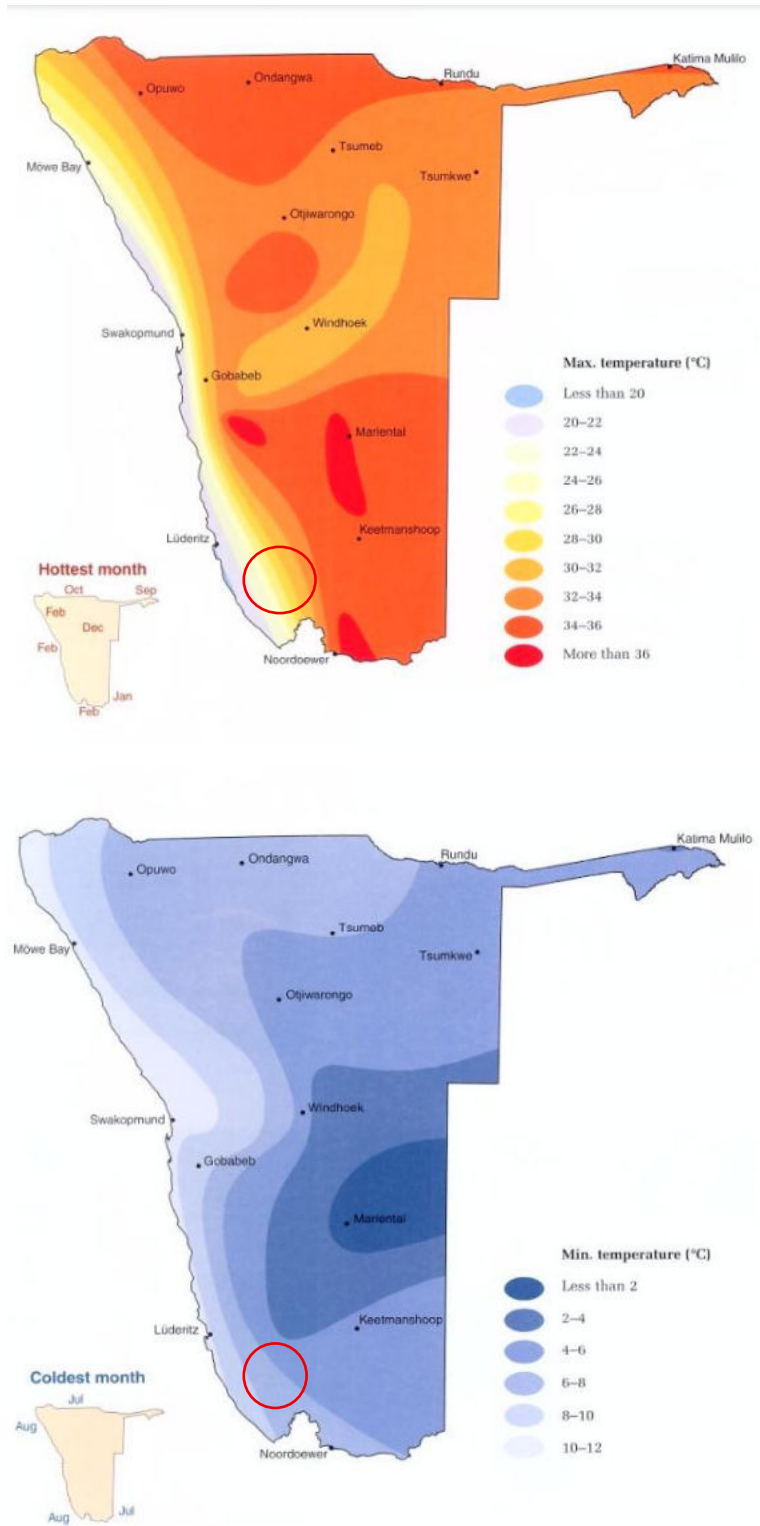 Katima Mulilo
Rundu
Ondangwa
Opuwo
Tsumeb
Möwe Bay
Tsumkwe
Otjiwarongo
Swakopmund
Windhoek
Gobabeb
Mariental
Keetmanshoop
Lüderitz
Noordoewer
Max. temperature (°C)
Less than 20
20–22
22–24
24–26
26–28
28–30
30–32
32–34
34–36
More than 36
Hottest month
Oct
Sep
Feb
Dec
Feb
Jan
Feb
Katima Mulilo
Rundu
Ondangwa
Opuwo
Tsumeb
Möwe Bay
Tsumkwe
Otjiwarongo
Windhoek
Swakopmund
Gobabeb
Mariental
Keetmanshoop
Lüderitz
Noordoewer
Min. temperature (°C)
Less than 2
2–4
4–6
6–8
8–10
10–12
Coldest month
Jul
Aug
Aug
Jul